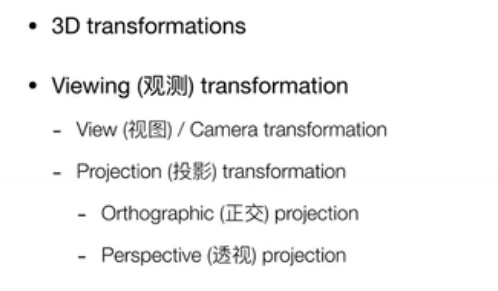 • 3D transformations
• Viewing (观测) transformation
- View (视图) / Camera transformation
- Projection (投影) transformation
- Orthographic (正交) projection
- Perspective (透视) projection